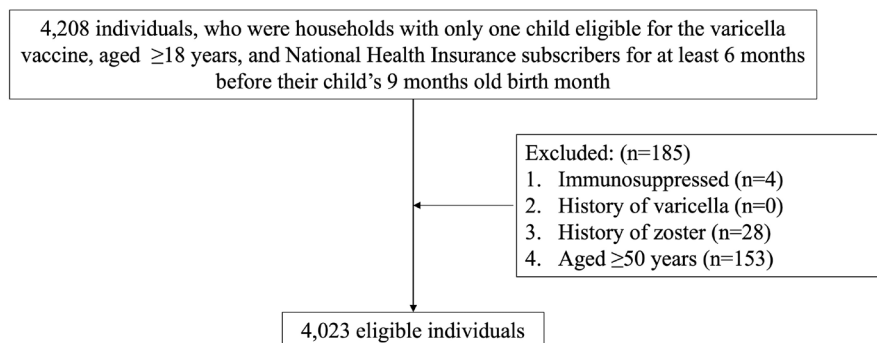 4,208 individuals, who were households with only one child eligible for the varicella
vaccine, aged ≥18 years, and National Health Insurance subscribers for at least 6 months
before their child’s 9 months old birth month
Excluded: (n=185)
1. Immunosuppressed (n=4)
2. History of varicella (n=0)
3. History of zoster (n=28)
4. Aged ≥50 years (n=153)
4,023 eligible individuals